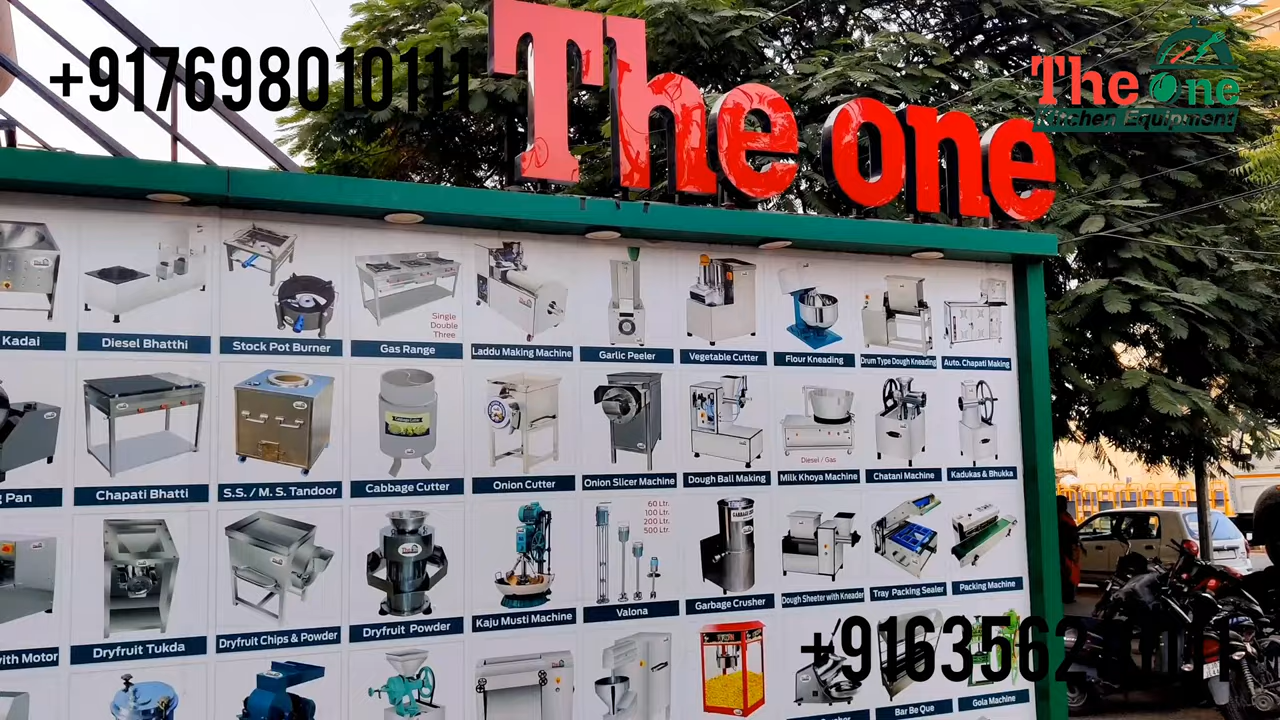 +917698010111
The one
The One
Kitchen Equipment
Single
Double
Three
Kadai
Diesel Bhatthi
Stock Pot Burner
Gas Range
Laddu Making Machine
Garlic Peeler
Vegetable Cutter
Flour Kneading
Drum Type Dough Kneading
Auto. Chapati Making
Diesel / Gas
Pan
Chapati Bhatti
S.S. / M. S. Tandoor
Cabbage Cutter
Onion Cutter
Onion Slicer Machine
Dough Ball Making
Milk Khoya Machine
Chatani Machine
Kadukas & Bhukka
60 Ltr.
100 Ltr.
200 Ltr.
500 Ltr.
with Motor
Dryfruit Tukda
Dryfruit Chips & Powder
Dryfruit Powder
Kaju Musti Machine
Valona
Garbage Crusher
Dough Sheeter with Kneader
Tray Packing Sealer
Packing Machine
Bar Be Que
Gola Machine